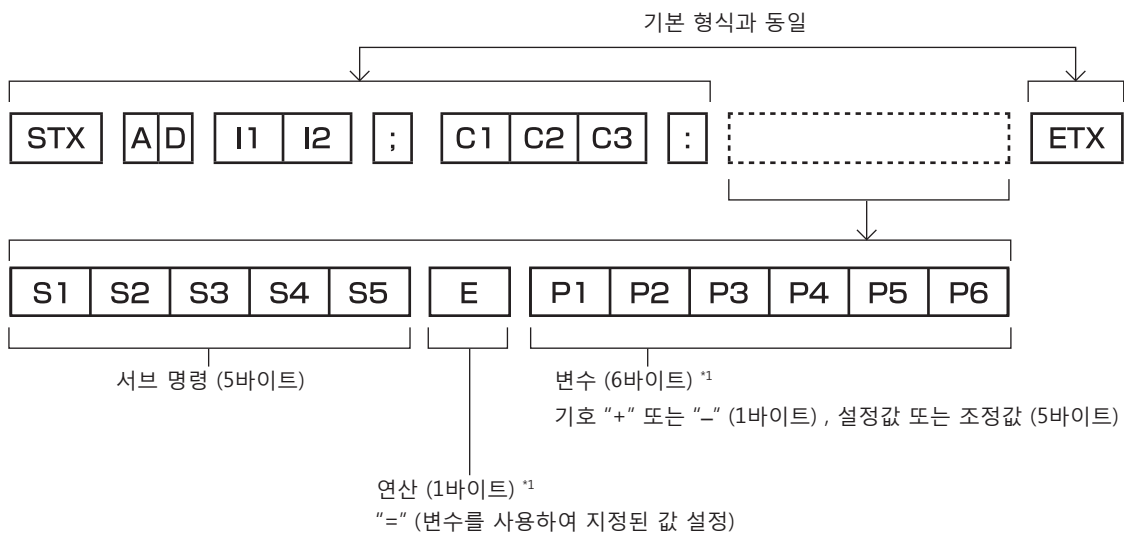 기본 형식과 동일
STX A D I1 I2 ; C1 C2 C3 : ETX
S1 S2 S3 S4 S5 E P1 P2 P3 P4 P5 P6
서브 명령 (5바이트)
변수 (6바이트) *1
기호 "+" 또는 "–" (1바이트) , 설정값 또는 조정값 (5바이트)
연산 (1바이트) *1
"=" (변수를 사용하여 지정된 값 설정)